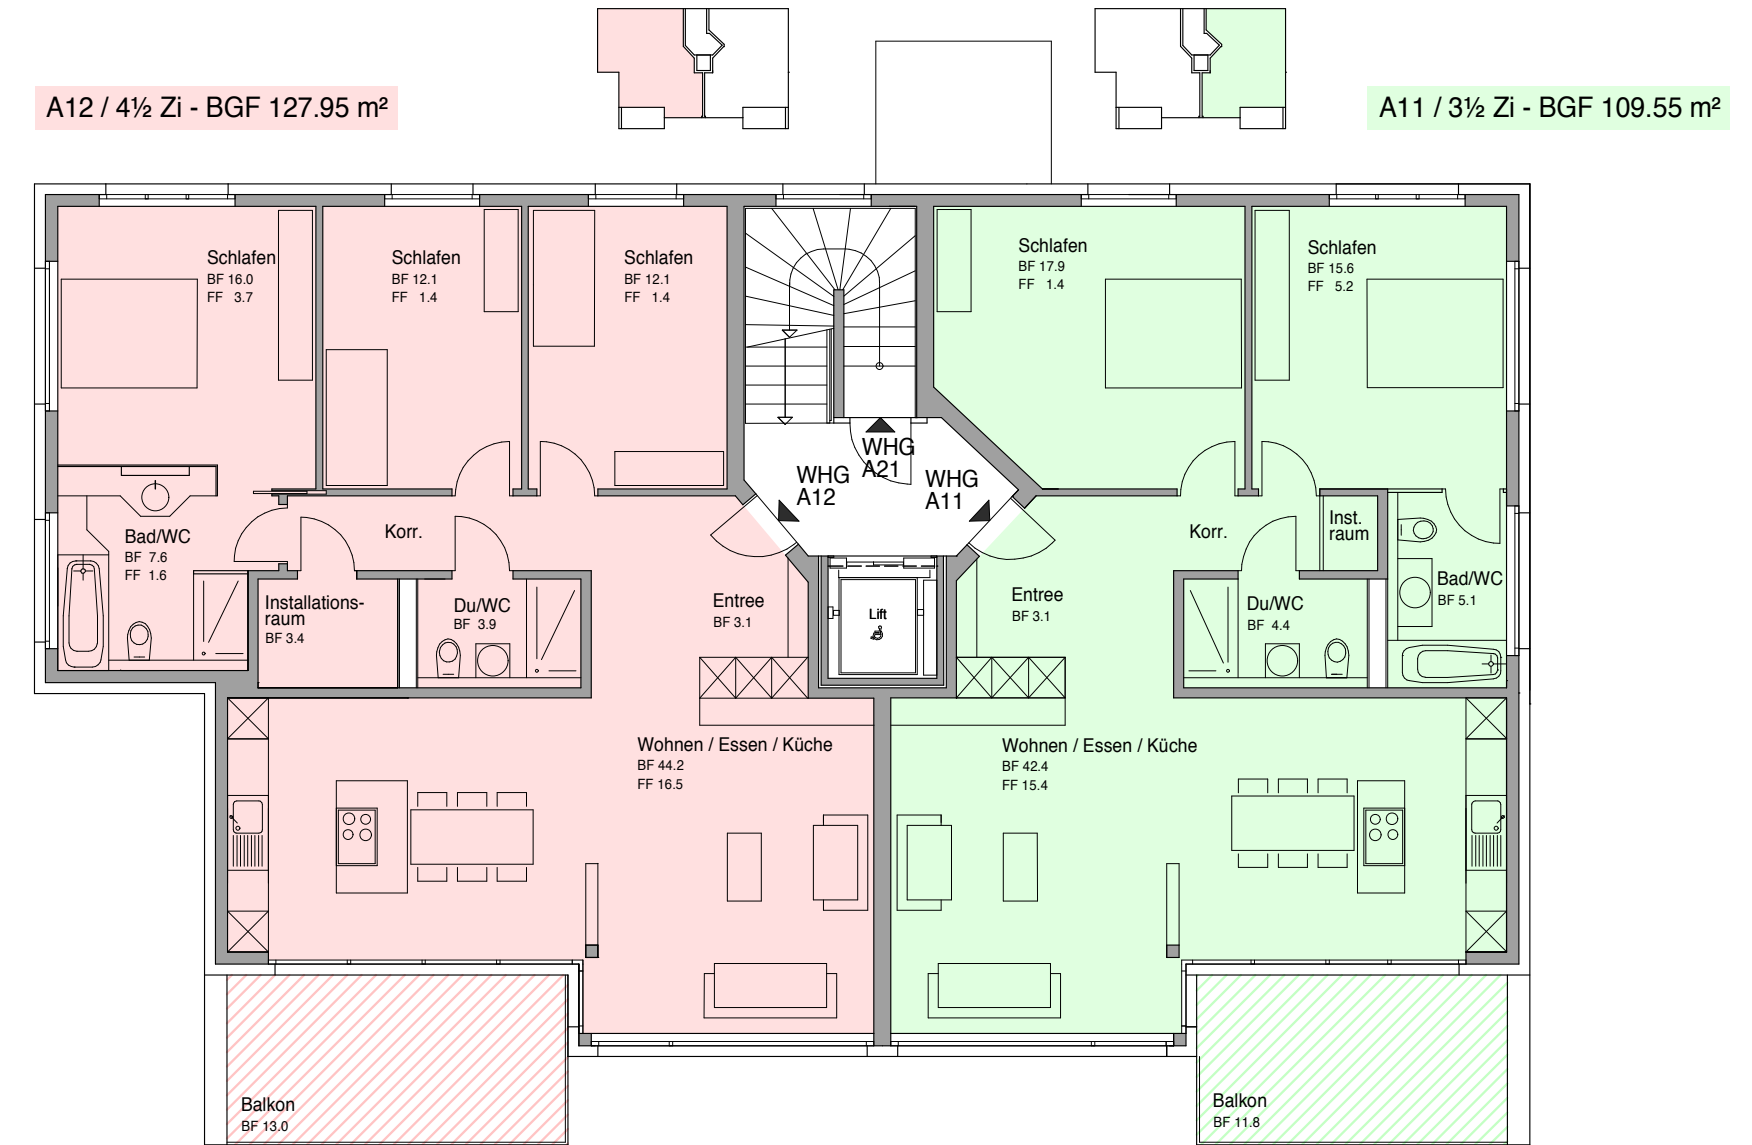 A12 / 4½ Zi - BGF 127.95 m²
A11 / 3½ Zi - BGF 109.55 m²
Schlafen
BF 16.0
FF 3.7
Schlafen
BF 12.1
FF 1.4
Schlafen
BF 12.1
FF 1.4
Schlafen
BF 17.9
FF 1.4
Schlafen
BF 15.6
FF 5.2
WHG
A12
WHG
A21
WHG
A11
Bad/WC
BF 7.6
FF 1.6
Korr.
Korr.
Inst.
raum
Installations-
raum
BF 3.4
Du/WC
BF 3.9
Entree
BF 3.1
Lift
Entree
BF 3.1
Du/WC
BF 4.4
Bad/WC
BF 5.1
Wohnen / Essen / Küche
BF 44.2
FF 16.5
Wohnen / Essen / Küche
BF 42.4
FF 15.4
Balkon
BF 13.0
Balkon
BF 11.8